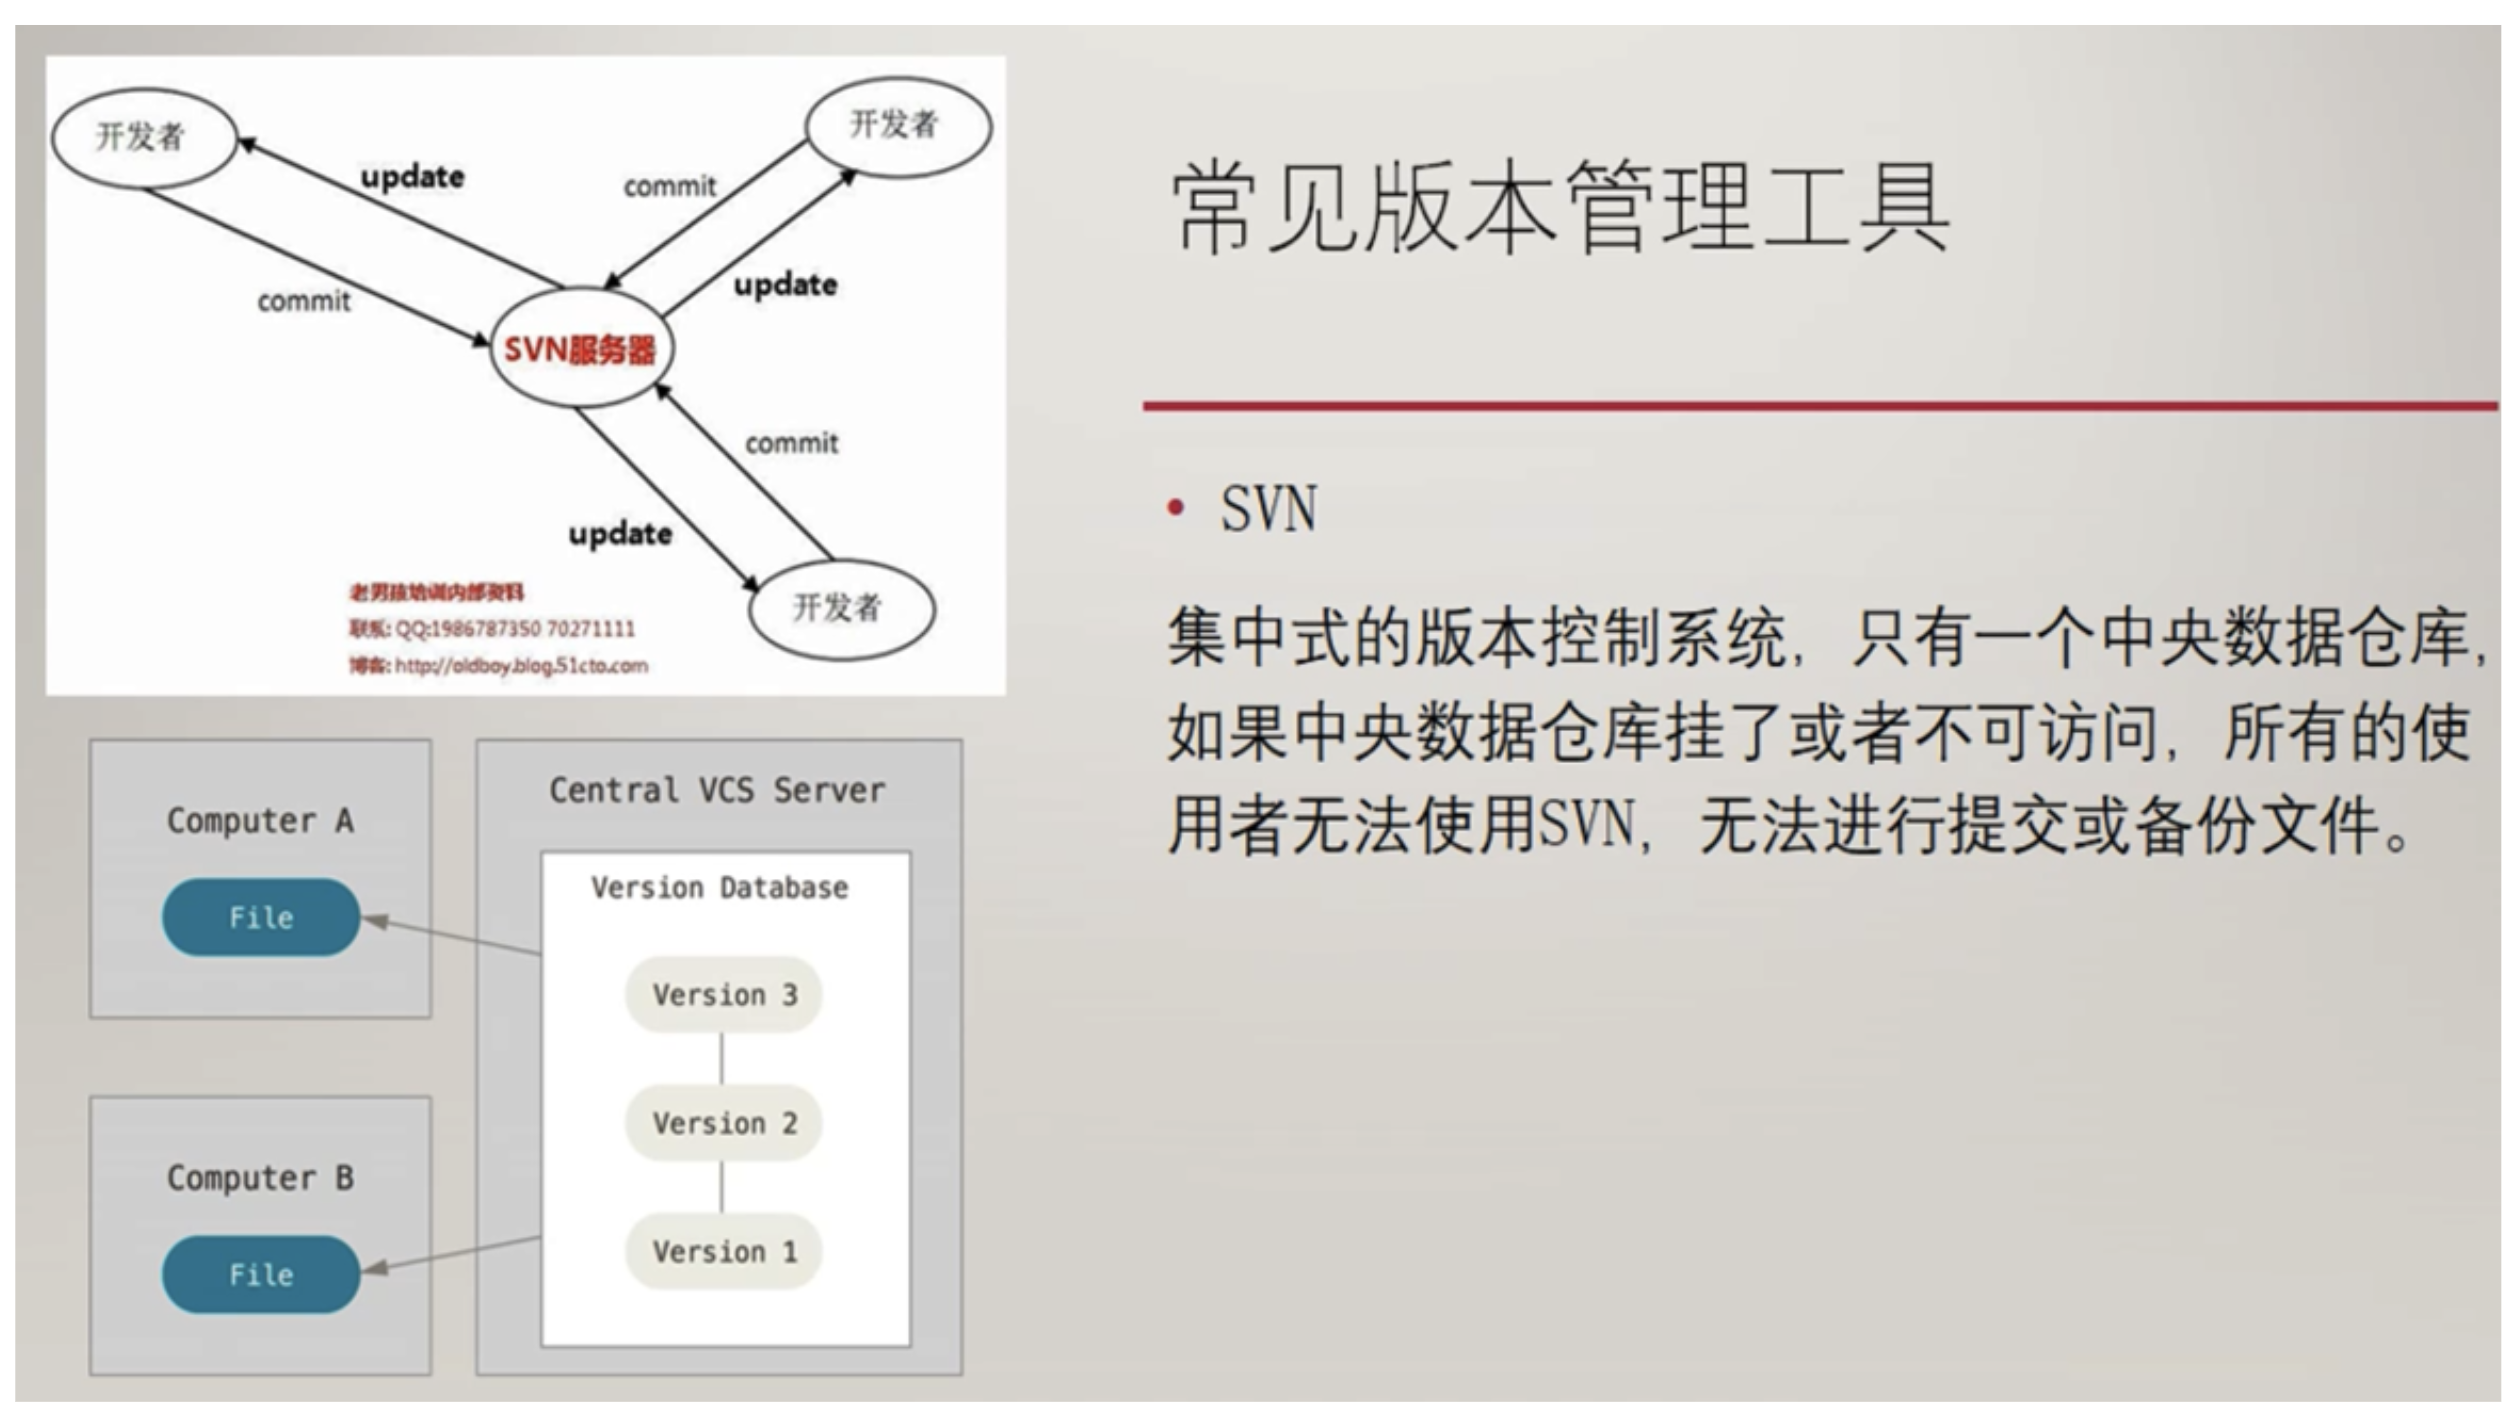 开发者
开发者
update
commit
update
commit
SVN服务器
commit
update
开发者
老男孩培训内部资料
联系: QQ:1986787350 70271111
博客: http://oldboy.blog.51cto.com
Computer A
File
Computer B
File
Central VCS Server
Version Database
Version 3
Version 2
Version 1
常见版本管理工具
• SVN
集中式的版本控制系统，只有一个中央数据仓库，
如果中央数据仓库挂了或者不可访问，所有的使
用者无法使用SVN，无法进行提交或备份文件。